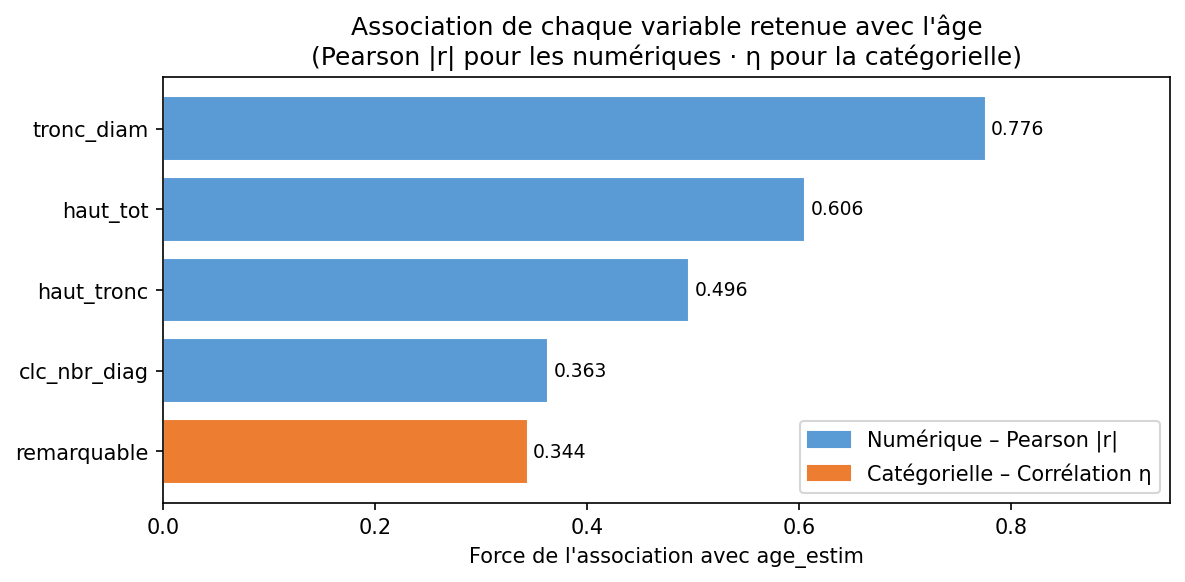 Association de chaque variable retenue avec l'âge
(Pearson |r| pour les numériques · η pour la catégorielle)
tronc_diam
0.776
haut_tot
0.606
haut_tronc
0.496
clc_nbr_diag
0.363
remarquable
0.344
Numérique – Pearson |r|
Catégorielle – Corrélation η
0.0 0.2 0.4 0.6 0.8
Force de l'association avec age_estim